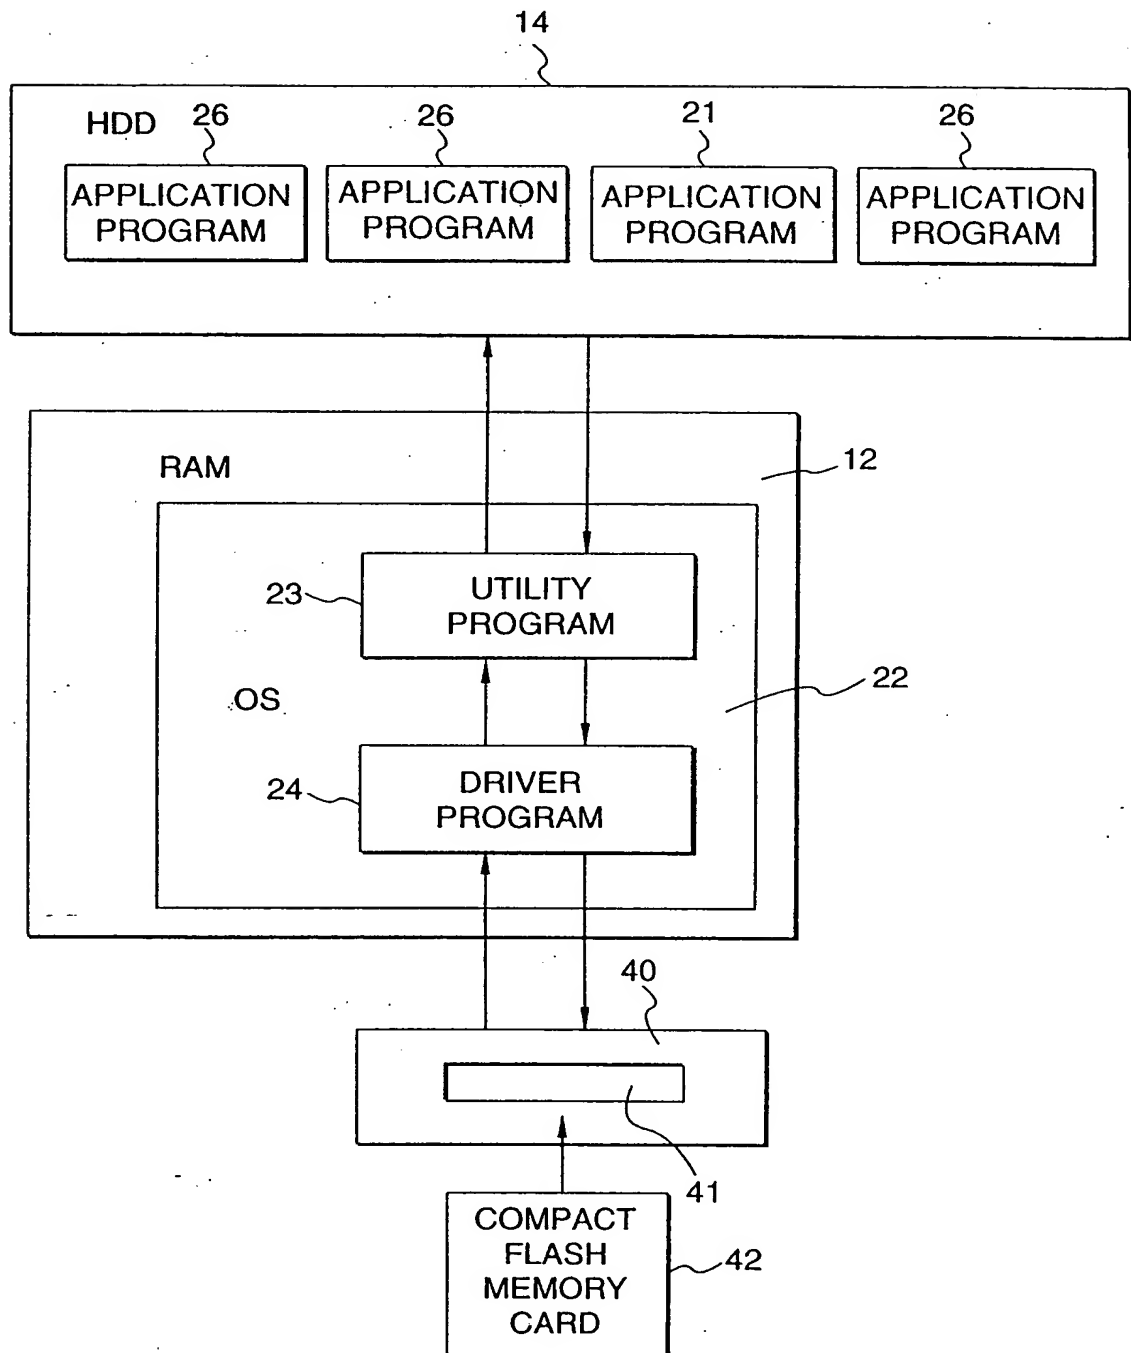 14
HDD
26
26
21
26
APPLICATION
PROGRAM
APPLICATION
PROGRAM
APPLICATION
PROGRAM
APPLICATION
PROGRAM
RAM
12
23
UTILITY
PROGRAM
OS
22
24
DRIVER
PROGRAM
40
41
COMPACT
FLASH
MEMORY
CARD
42